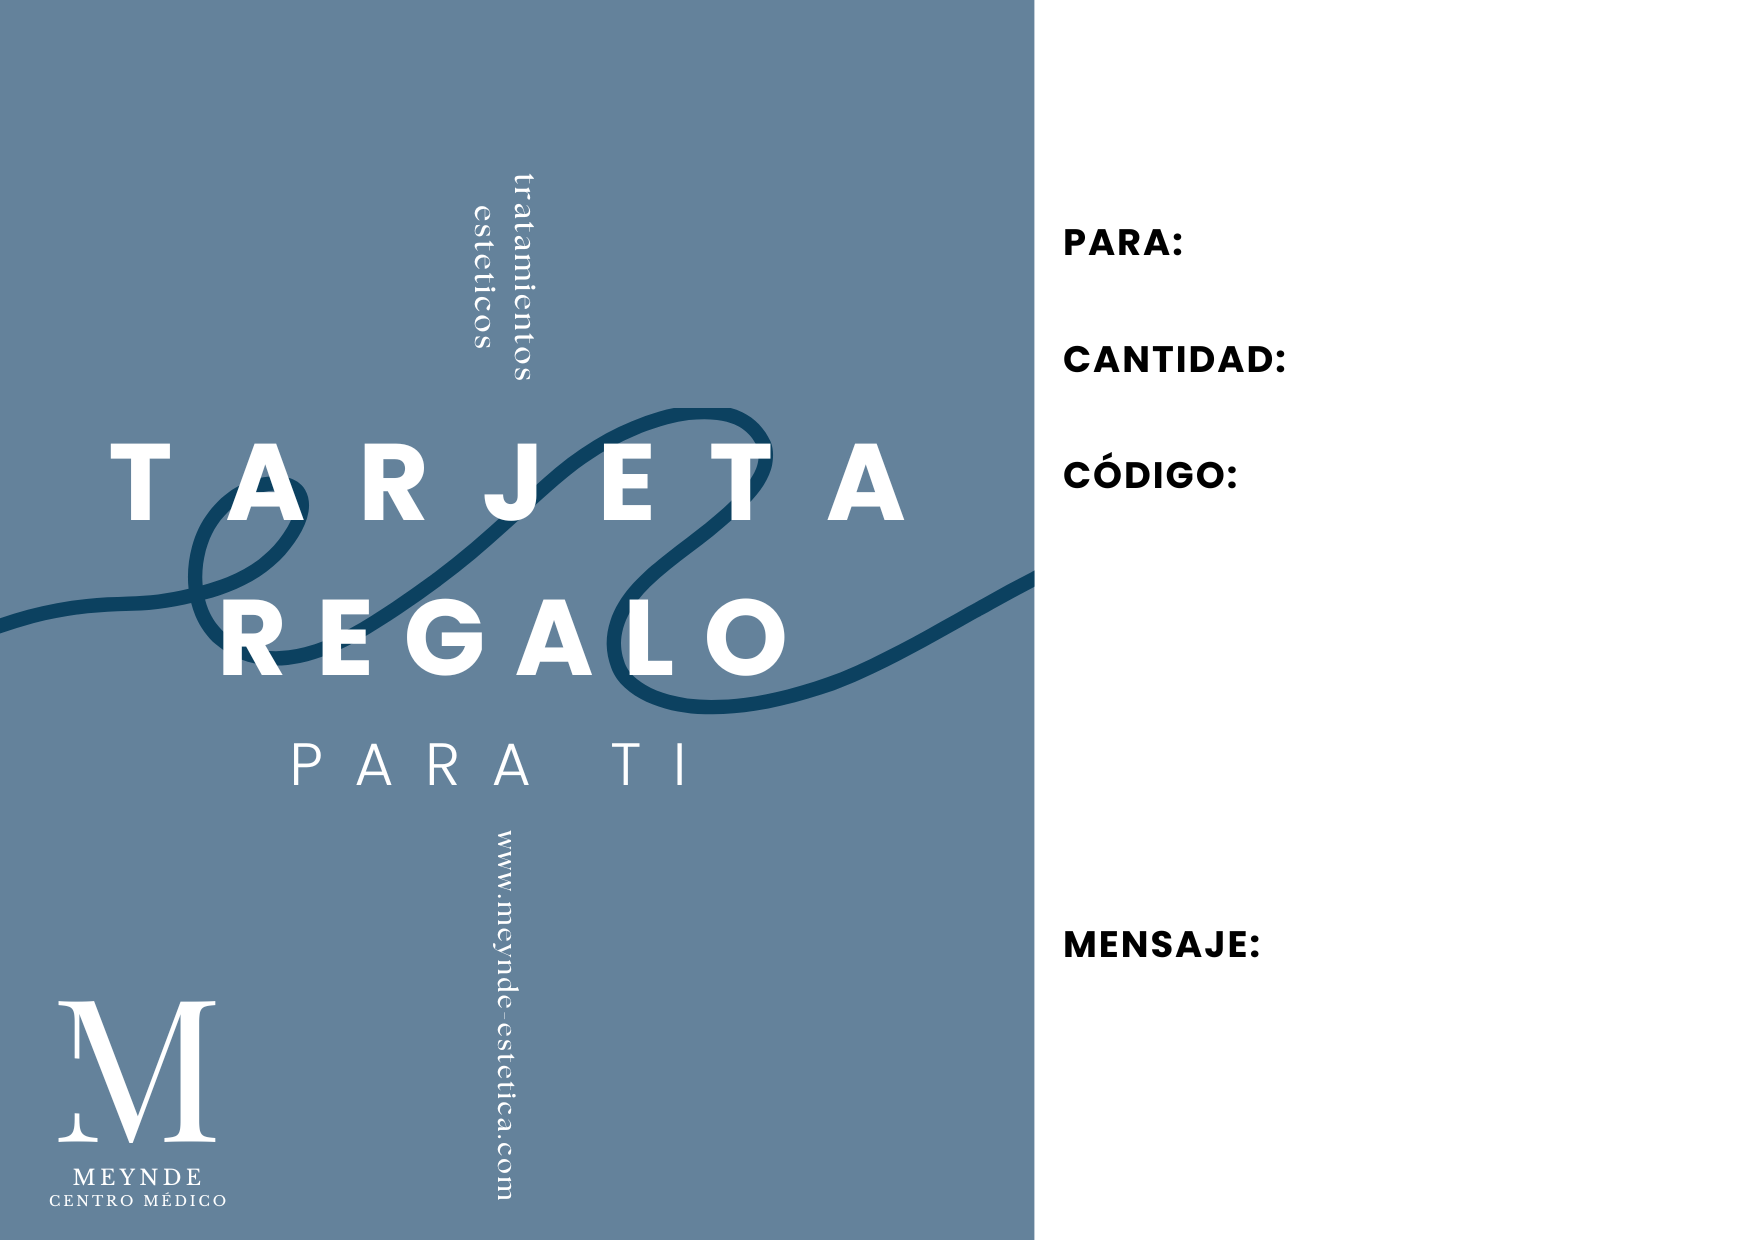 tratamientos
esteticos
TARJETA
REGALO
PARA TI
www.meynde-estetica.com
M
MEYNDE
CENTRO MÉDICO
PARA:
CANTIDAD:
CÓDIGO:
MENSAJE: